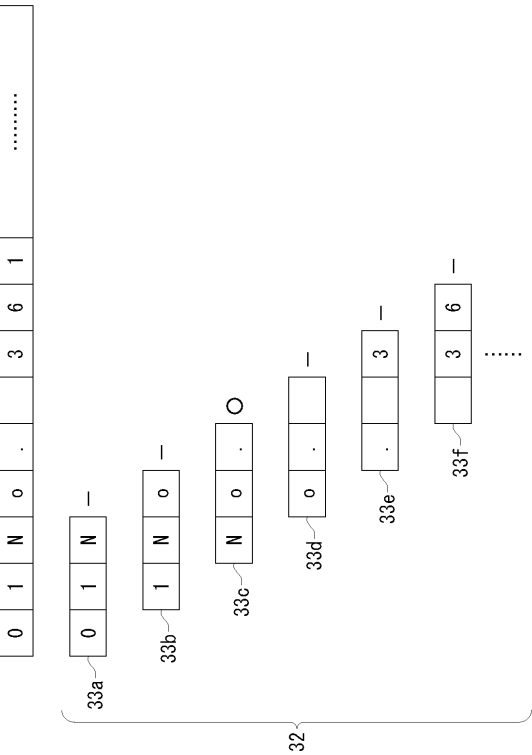 0 1 N o . 3 6 1 .........
33a 0 1 N —
33b 1 N o —
33c N o . ○
33d o . —
33e . 3 —
33f 3 6 —
......
32